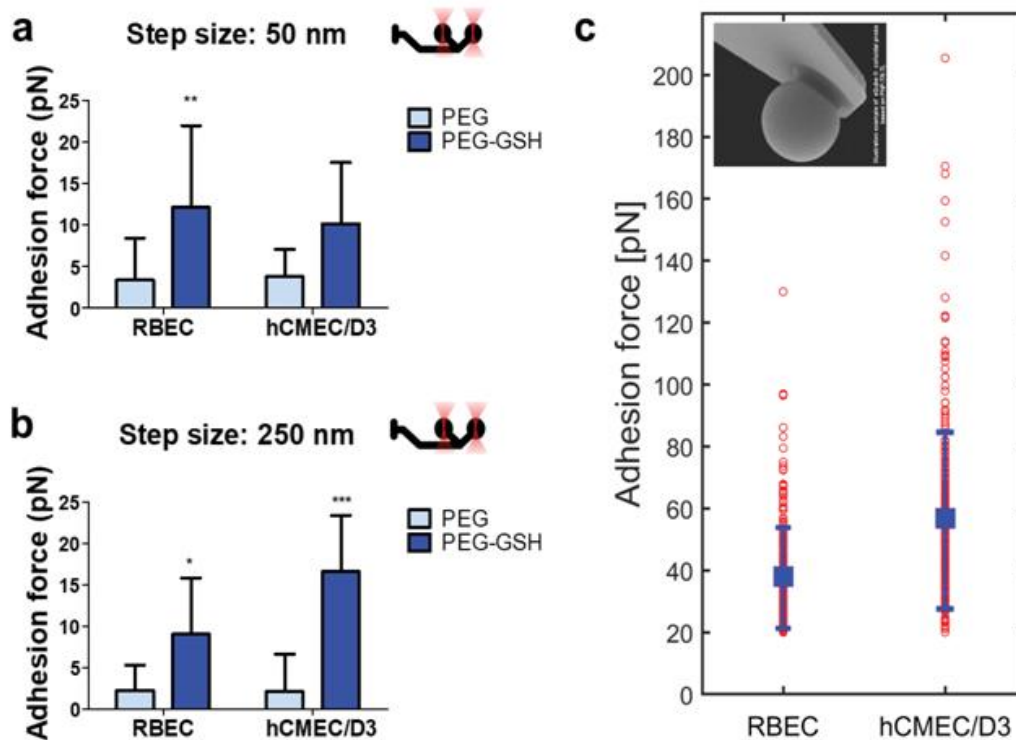 a
Step size: 50 nm
Adhesion force (pN)
25
20
15
10
5
0
**
PEG
PEG-GSH
RBEC
hCMEC/D3
b
Step size: 250 nm
Adhesion force (pN)
25
20
15
10
5
0
*
***
PEG
PEG-GSH
RBEC
hCMEC/D3
c
Adhesion force [pN]
200
180
160
140
120
100
80
60
40
20
0
RBEC
hCMEC/D3